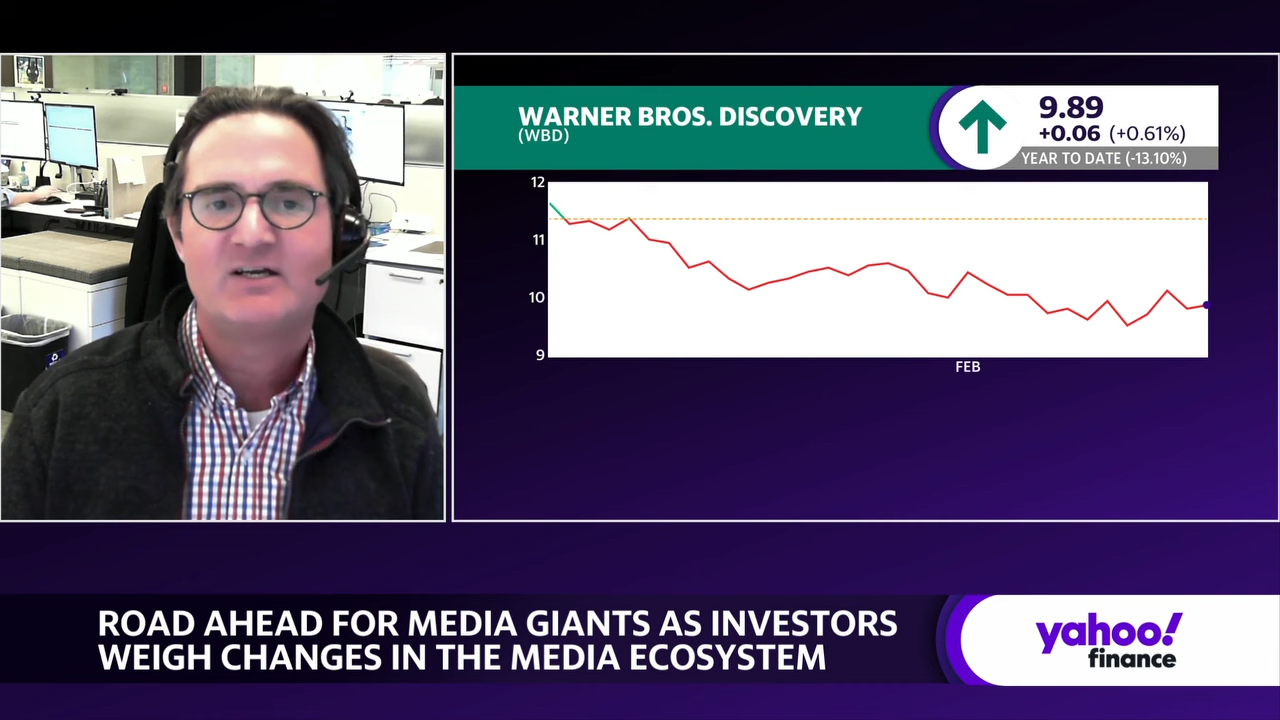 WARNER BROS. DISCOVERY
(WBD)
9.89
+0.06 (+0.61%)
YEAR TO DATE (-13.10%)
12
11
10
9
FEB
ROAD AHEAD FOR MEDIA GIANTS AS INVESTORS
WEIGH CHANGES IN THE MEDIA ECOSYSTEM
yahoo!
finance